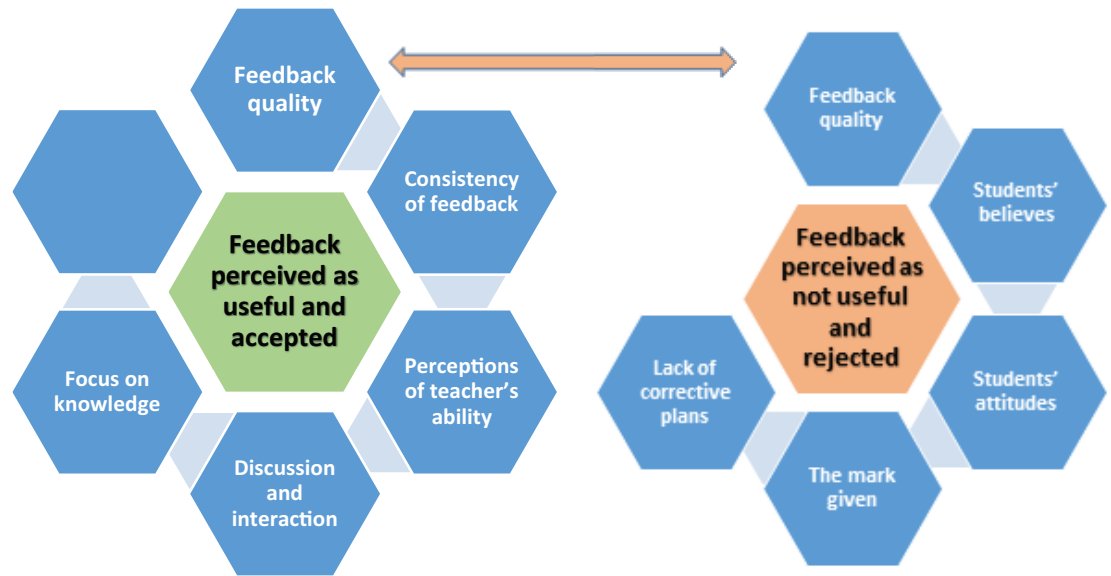 Feedback
quality
Consistency
of feedback
Perceptions
of teacher's
ability
Discussion
and
interaction
Focus on
knowledge
Feedback
perceived as
useful and
accepted
Feedback
quality
Students'
believes
Students'
attitudes
The mark
given
Lack of
corrective
plans
Feedback
perceived as
not useful
and
rejected